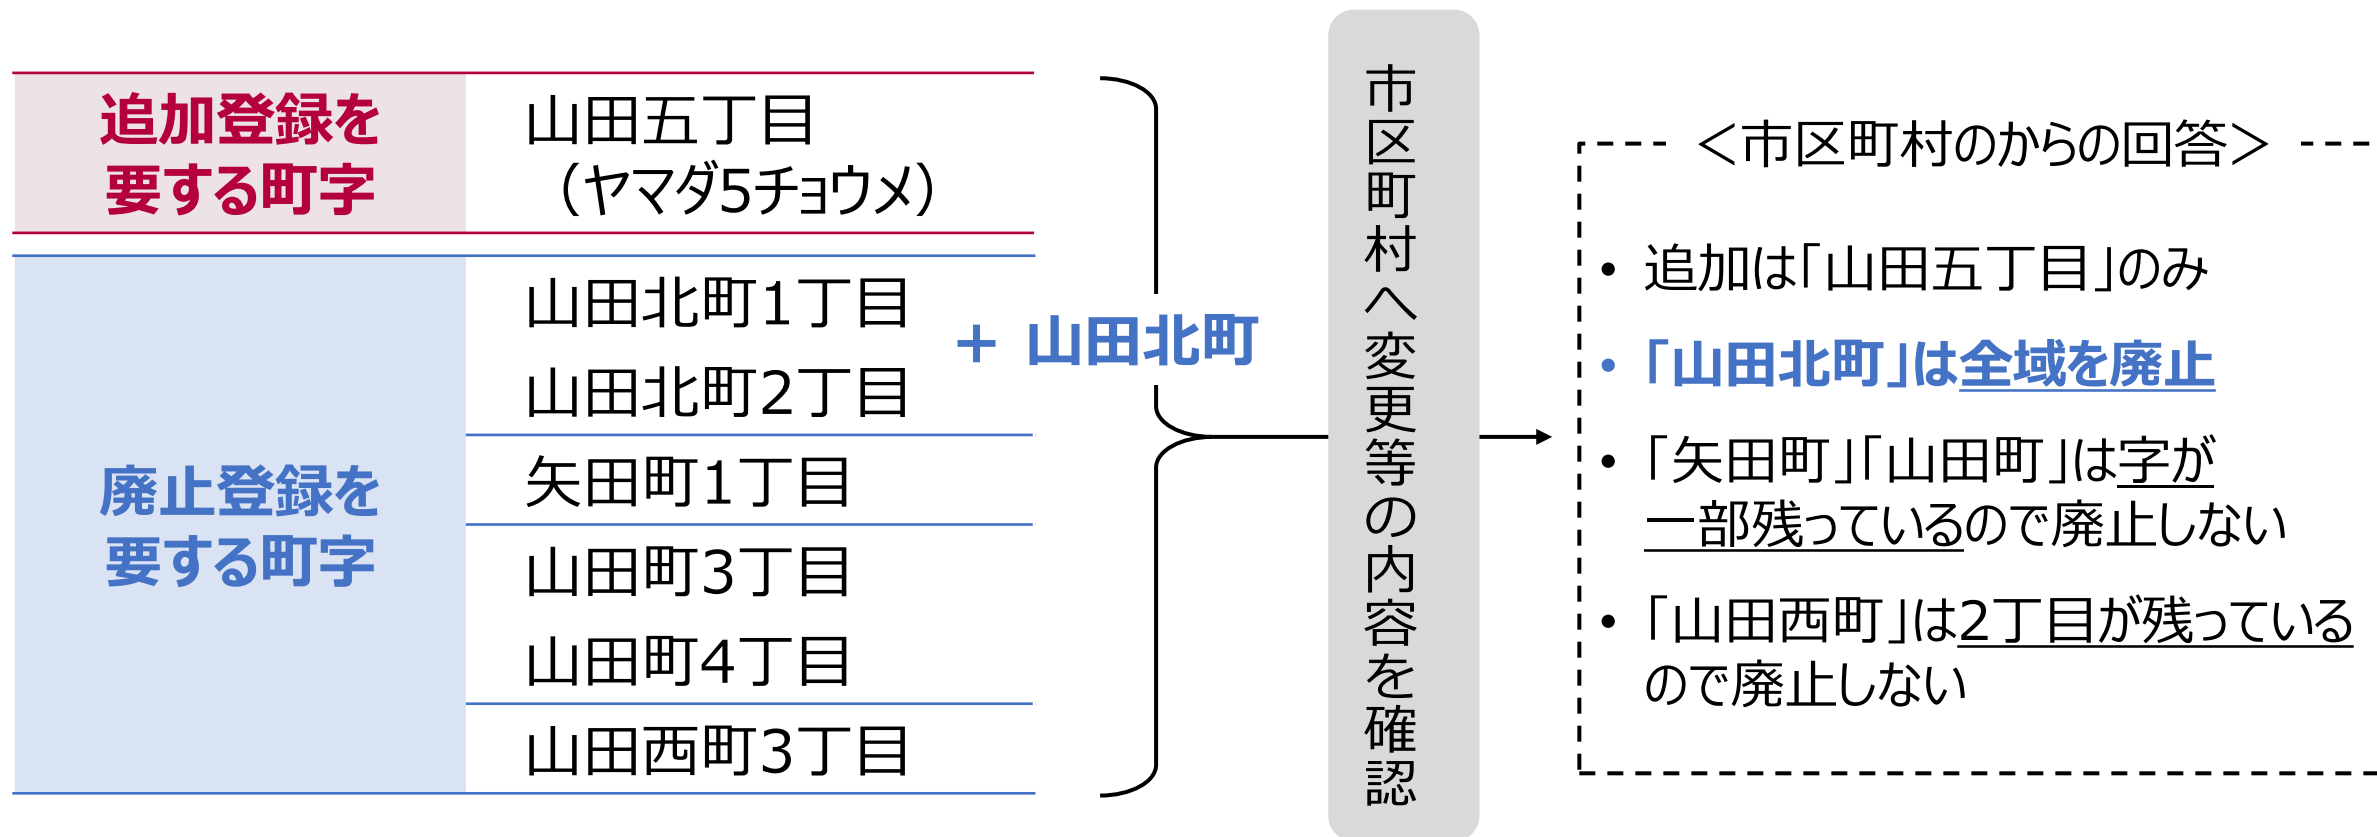 追加登録を
要する町字
山田五丁目
（ヤマダ5チョウメ）
廃止登録を
要する町字
山田北町1丁目
山田北町2丁目
矢田町1丁目
山田町3丁目
山田町4丁目
山田西町3丁目
+ 山田北町
市区町村へ変更等の内容を確認
＜市区町村のからの回答＞
• 追加は「山田五丁目」のみ
• 「山田北町」は全域を廃止
• 「矢田町」「山田町」は字が
一部残っているので廃止しない
• 「山田西町」は2丁目が残っている
ので廃止しない